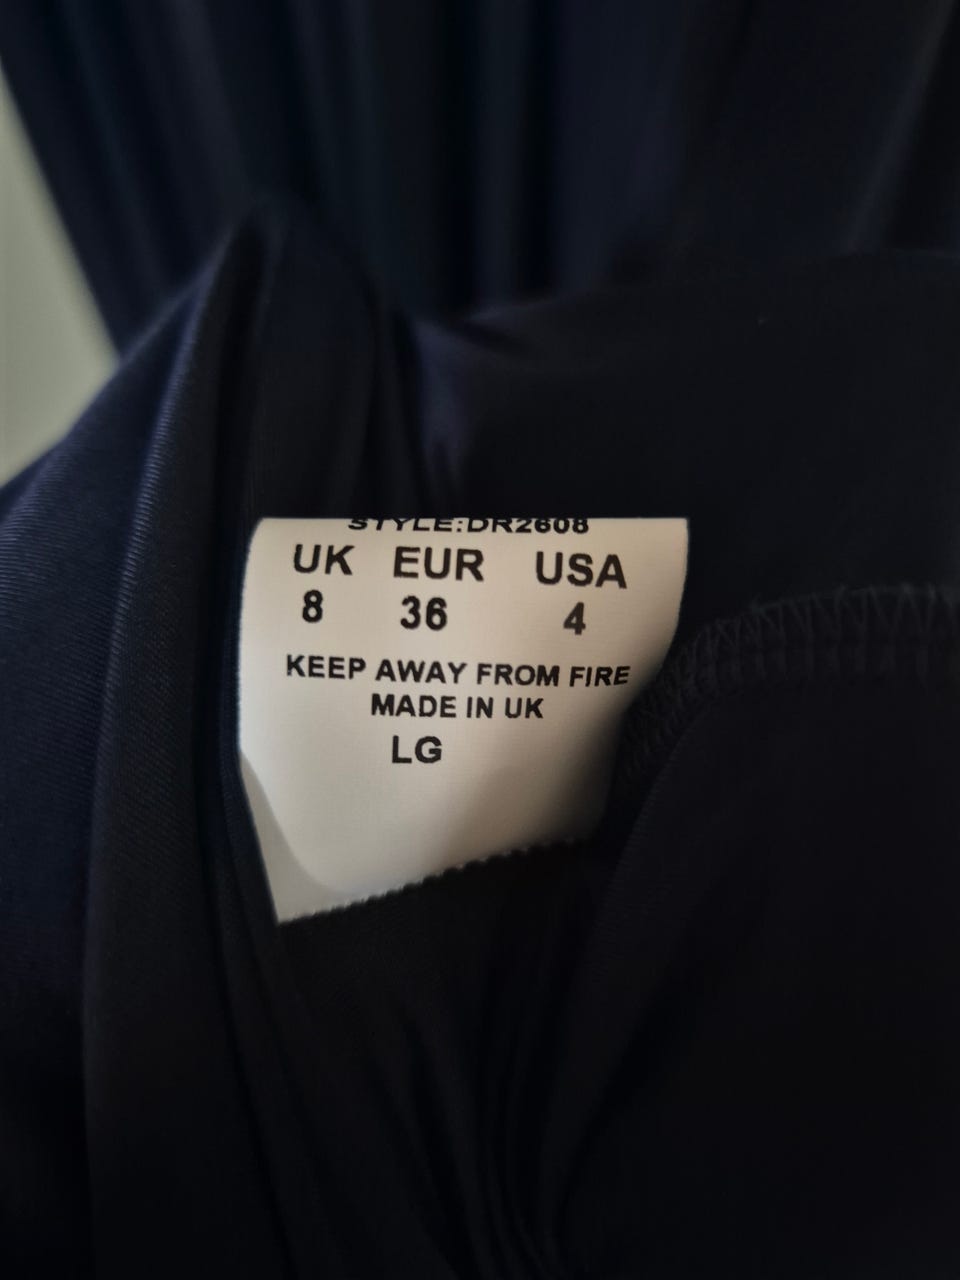 STYLE:DR2608
UK EUR USA
8 36 4
KEEP AWAY FROM FIRE
MADE IN UK
LG